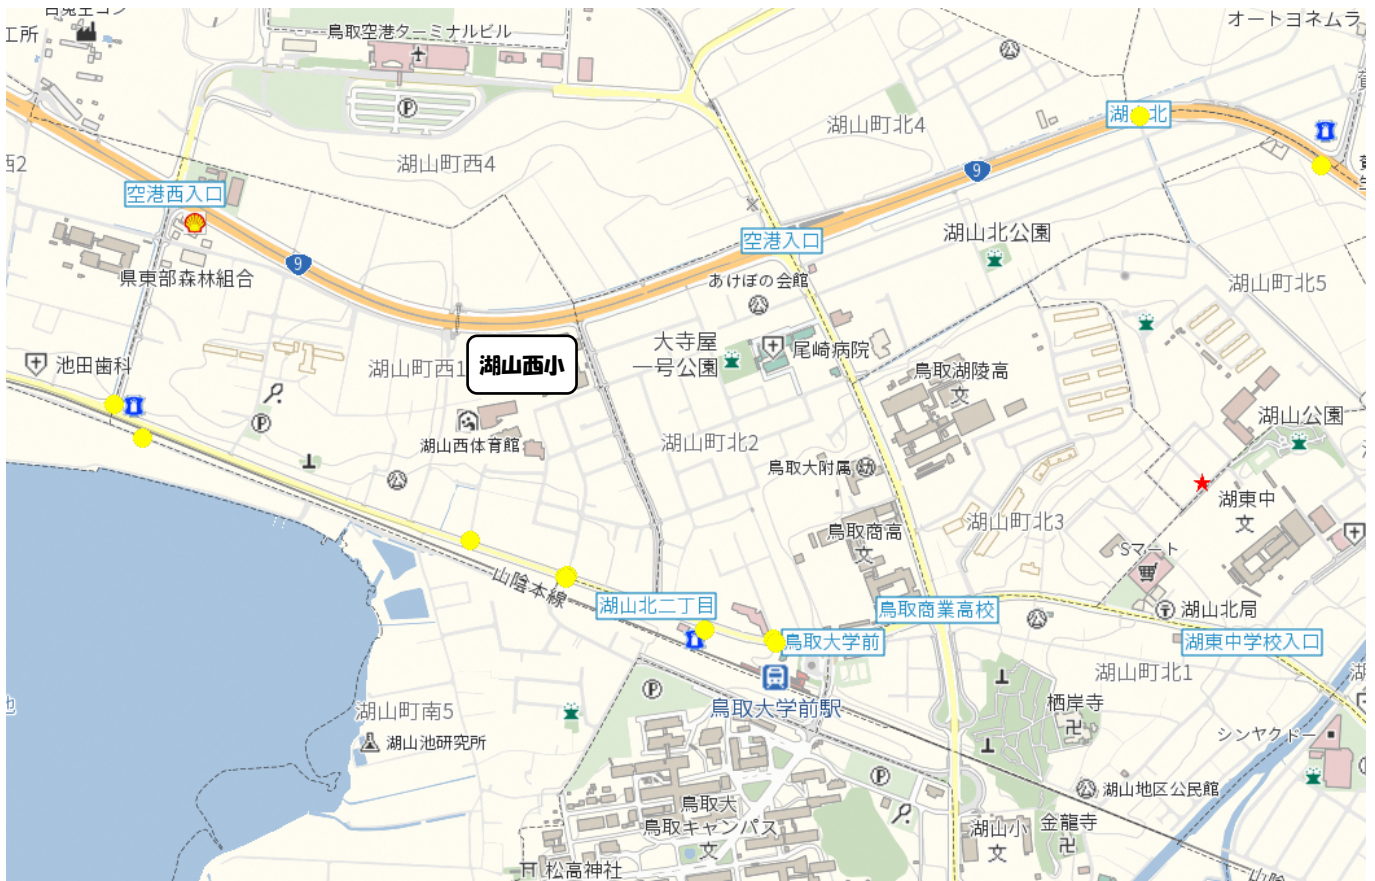 鳥取空港ターミナルビル
オートヨネムラ
工所
湖山町北4
湖山町西4
西2
空港西入口
9
空港入口
湖山北公園
県東部森林組合
9
あけぼの会館
湖山町北5
大寺屋
一号公園
尾崎病院
湖山西小
湖山町西1
池田歯科
鳥取湖陵高
文
湖山公園
湖山西体育館
湖山町北2
鳥取大附属
幼
湖東中
文
湖山町北3
鳥取商高
文
Sマート
山陰本線
湖山北二丁目
鳥取商業高校
湖山北局
鳥取大学前
湖東中学校入口
湖山町北1
鳥取大学前駅
栖岸寺
湖山町南5
湖山池研究所
シンヤクドー
湖山地区公民館
鳥取大
鳥取キャンパス
文
湖山小
文
金龍寺
松高神社